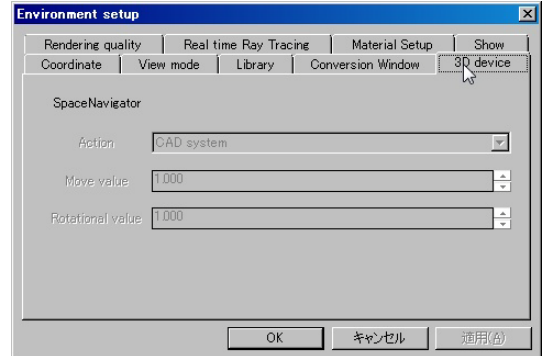 Environment setup
Rendering quality Real time Ray Tracing Material Setup Show
Coordinate View mode Library Conversion Window 3D device
SpaceNavigator
Action CAD system
Move value 1.000
Rotational value 1.000
OK キャンセル 適用(A)